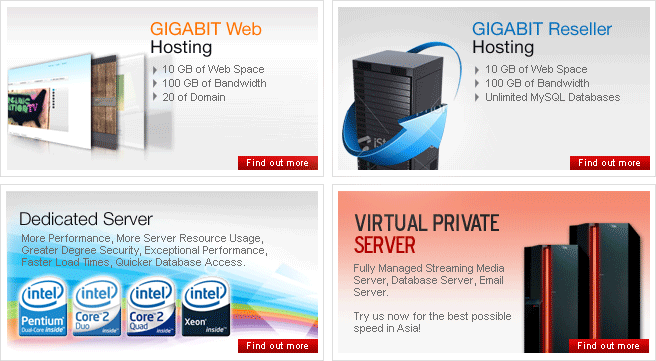 GIGABIT Web
Hosting
10 GB of Web Space
100 GB of Bandwidth
20 of Domain
Find out more
GIGABIT Reseller
Hosting
10 GB of Web Space
100 GB of Bandwidth
Unlimited MySQL Databases
Find out more
Dedicated Server
More Performance, More Server Resource Usage,
Greater Degree Security, Exceptional Performance,
Faster Load Times, Quicker Database Access.
intel
Pentium
Dual-Core inside
intel
Core 2
Duo inside
intel
Core 2
Quad inside
intel
Xeon
inside
Find out more
VIRTUAL PRIVATE
SERVER
Fully Managed Streaming Media
Server, Database Server, Email
Server.
Try us now for the best possible
speed in Asia!
Find out more